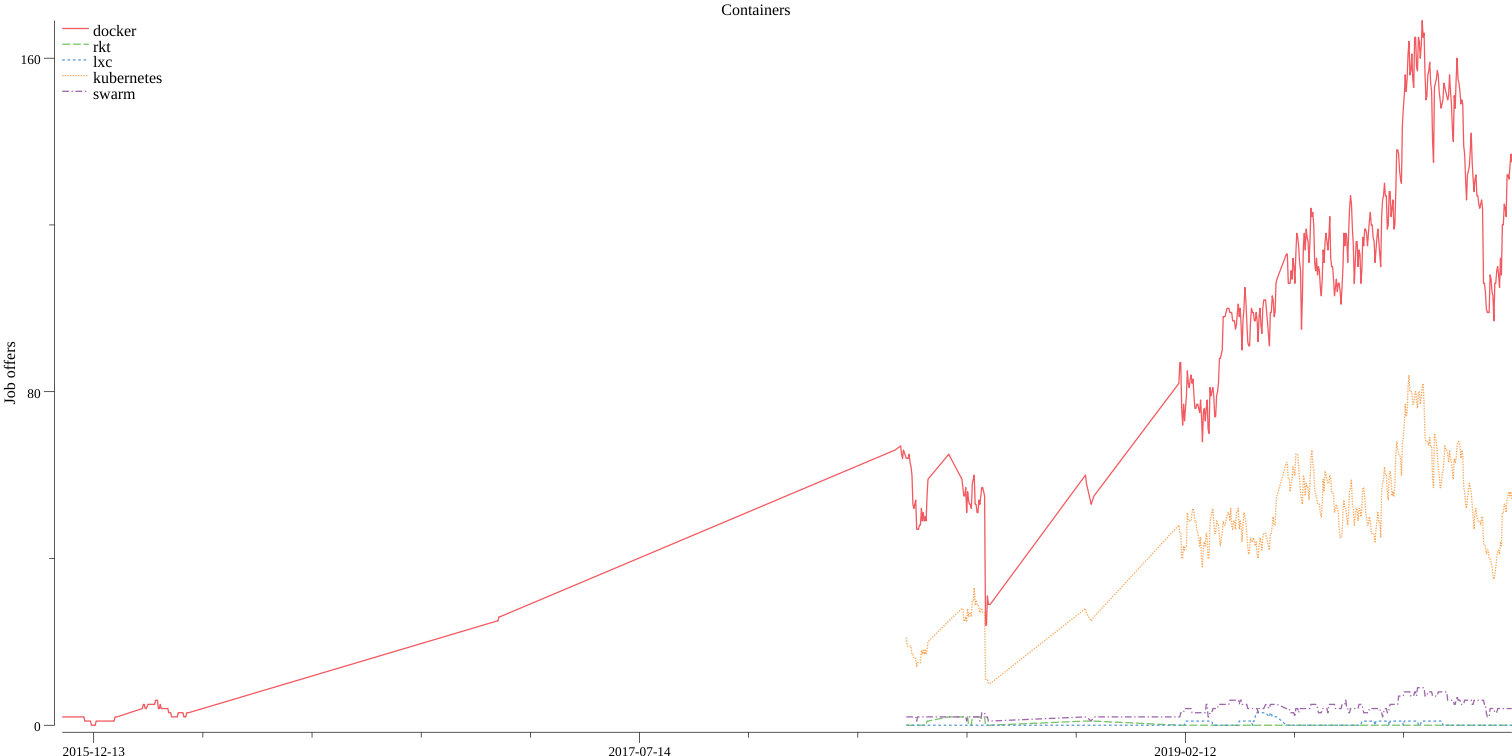 Containers
docker
rkt
lxc
kubernetes
swarm
160
80
0
Job offers
2015-12-13
2017-07-14
2019-02-12